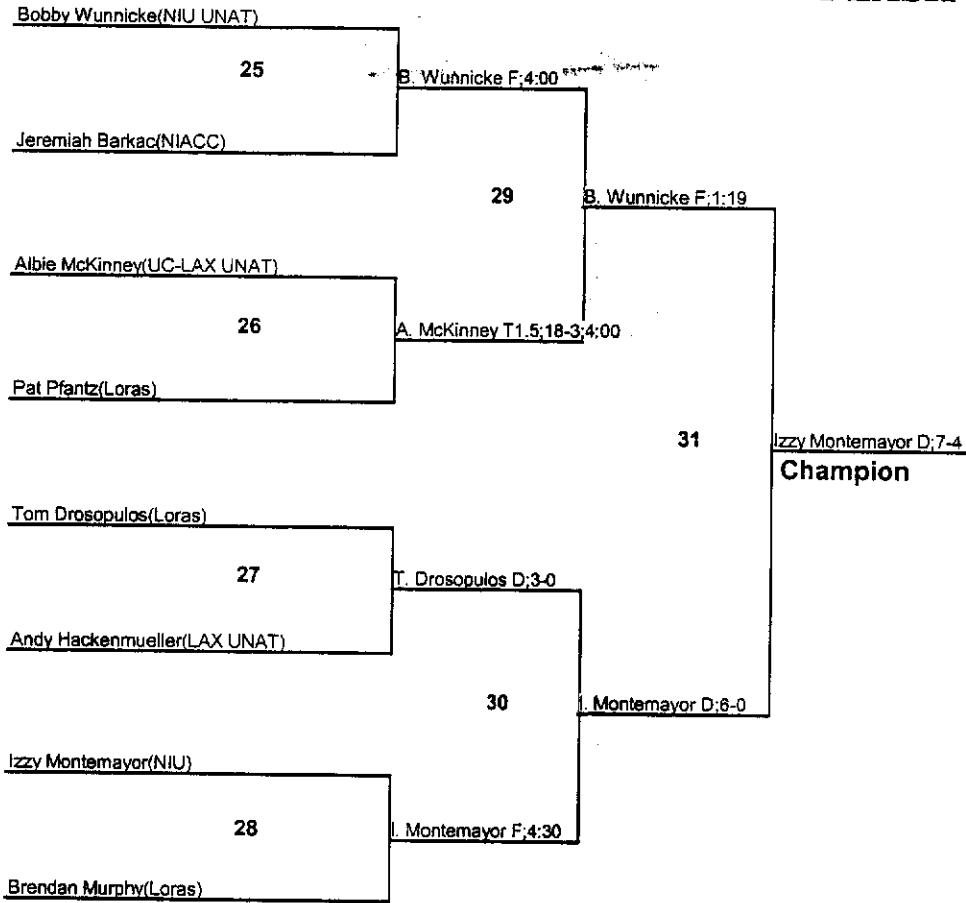 Bobby Wunnicke(NIU UNAT)
25
B. Wunnicke F;4:00
Jeremiah Barkac(NIACC)
29
B. Wunnicke F;1:19
Albie McKinney(UC-LAX UNAT)
26
A. McKinney T1.5;18-3;4:00
Pat Pfantz(Loras)
31
Izzy Montemayor D;7-4
Champion
Tom Drosopulos(Loras)
27
T. Drosopulos D;3-0
Andy Hackenmueller(LAX UNAT)
30
I. Montemayor D;6-0
Izzy Montemayor(NIU)
28
I. Montemayor F;4:30
Brendan Murphy(Loras)